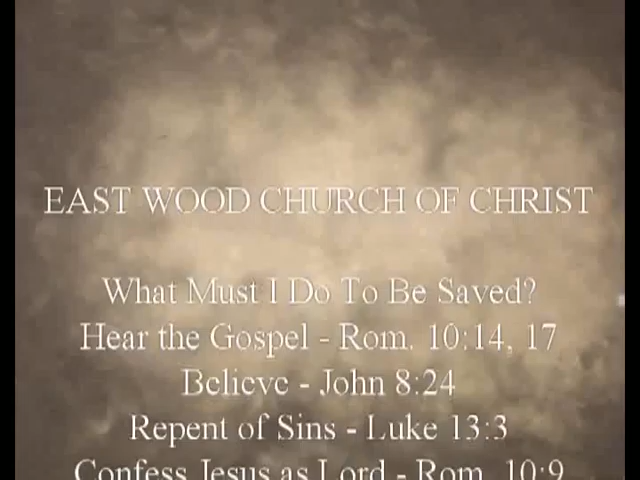 EAST WOOD CHURCH OF CHRIST
What Must I Do To Be Saved?
Hear the Gospel - Rom. 10:14, 17
Believe - John 8:24
Repent of Sins - Luke 13:3
Confess Jesus as Lord - Rom. 10:9